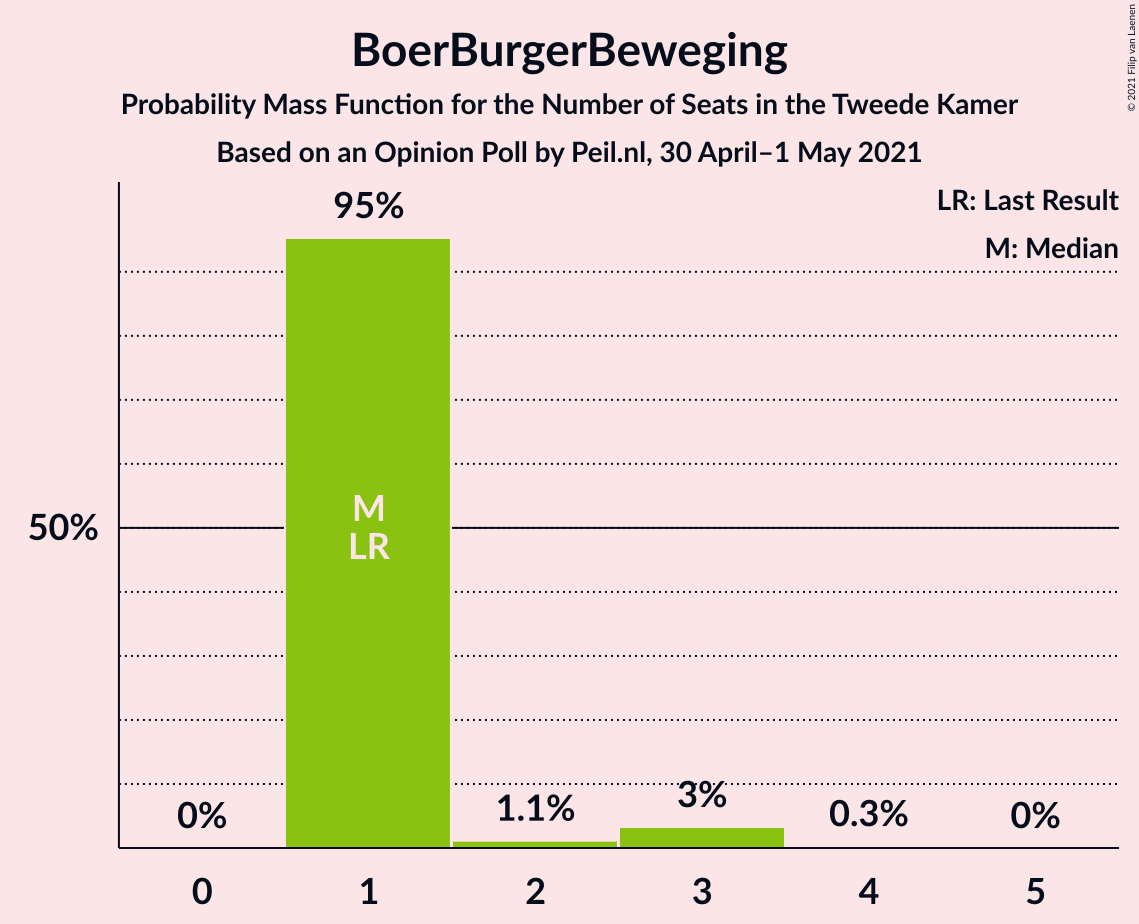 BoerBurgerBeweging
Probability Mass Function for the Number of Seats in the Tweede Kamer
Based on an Opinion Poll by Peil.nl, 30 April–1 May 2021
© 2021 Filip van Laenen
LR: Last Result
M: Median
95%
M
LR
50%
0%
1.1%
3%
0.3%
0%
0 1 2 3 4 5